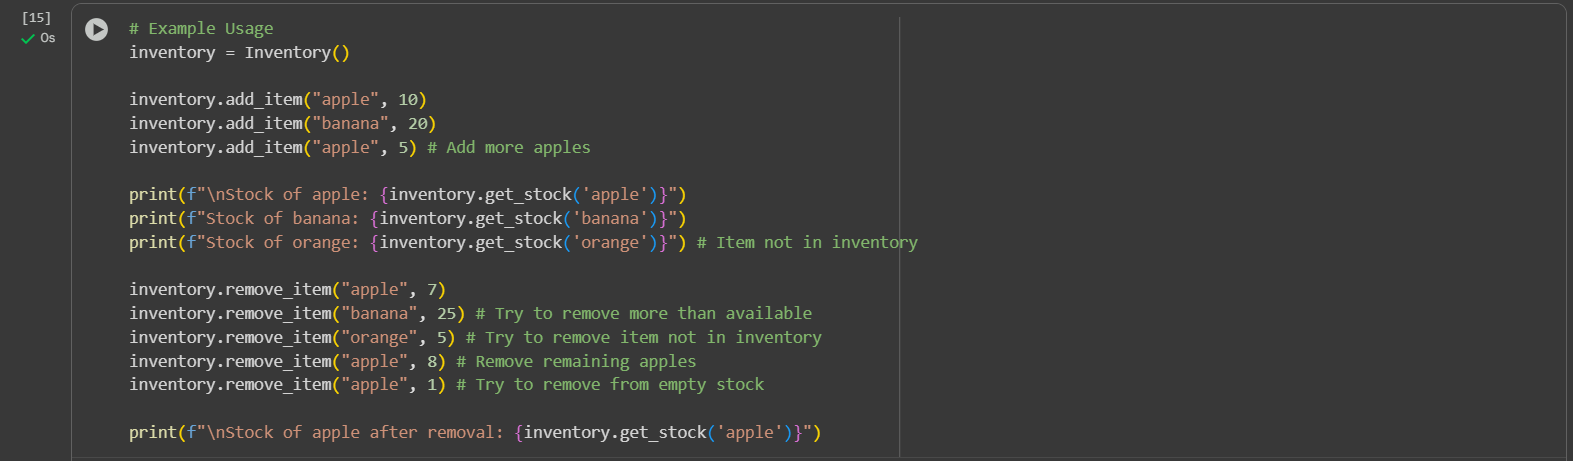 [15]
0s
# Example Usage
inventory = Inventory()
inventory.add_item("apple", 10)
inventory.add_item("banana", 20)
inventory.add_item("apple", 5) # Add more apples
print(f"\nStock of apple: {inventory.get_stock('apple')}")
print(f"Stock of banana: {inventory.get_stock('banana')}")
print(f"Stock of orange: {inventory.get_stock('orange')}") # Item not in inventory
inventory.remove_item("apple", 7)
inventory.remove_item("banana", 25) # Try to remove more than available
inventory.remove_item("orange", 5) # Try to remove item not in inventory
inventory.remove_item("apple", 8) # Remove remaining apples
inventory.remove_item("apple", 1) # Try to remove from empty stock
print(f"\nStock of apple after removal: {inventory.get_stock('apple')}")